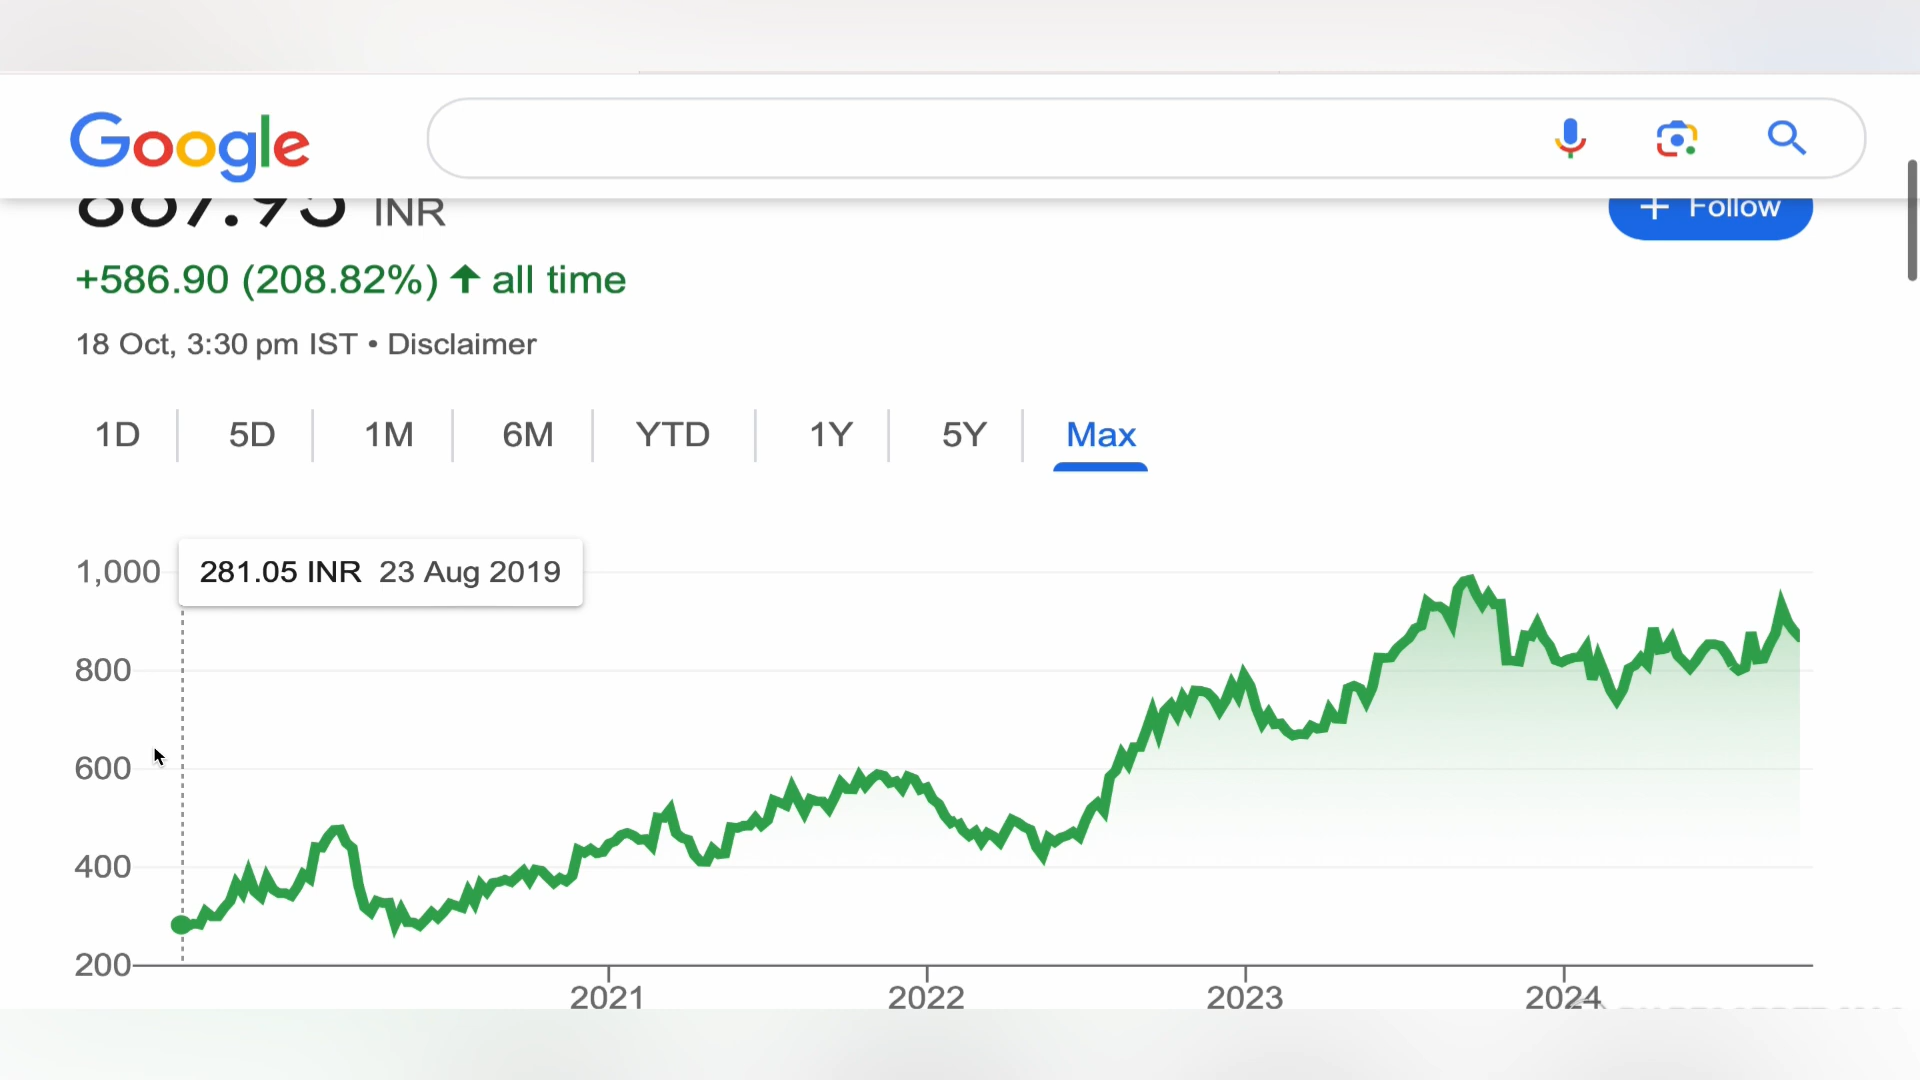 Google
867.95 INR
+ Follow
+586.90 (208.82%) ↑ all time
18 Oct, 3:30 pm IST • Disclaimer
1D 5D 1M 6M YTD 1Y 5Y Max
1,000
281.05 INR 23 Aug 2019
800
600
400
200
2021 2022 2023 2024